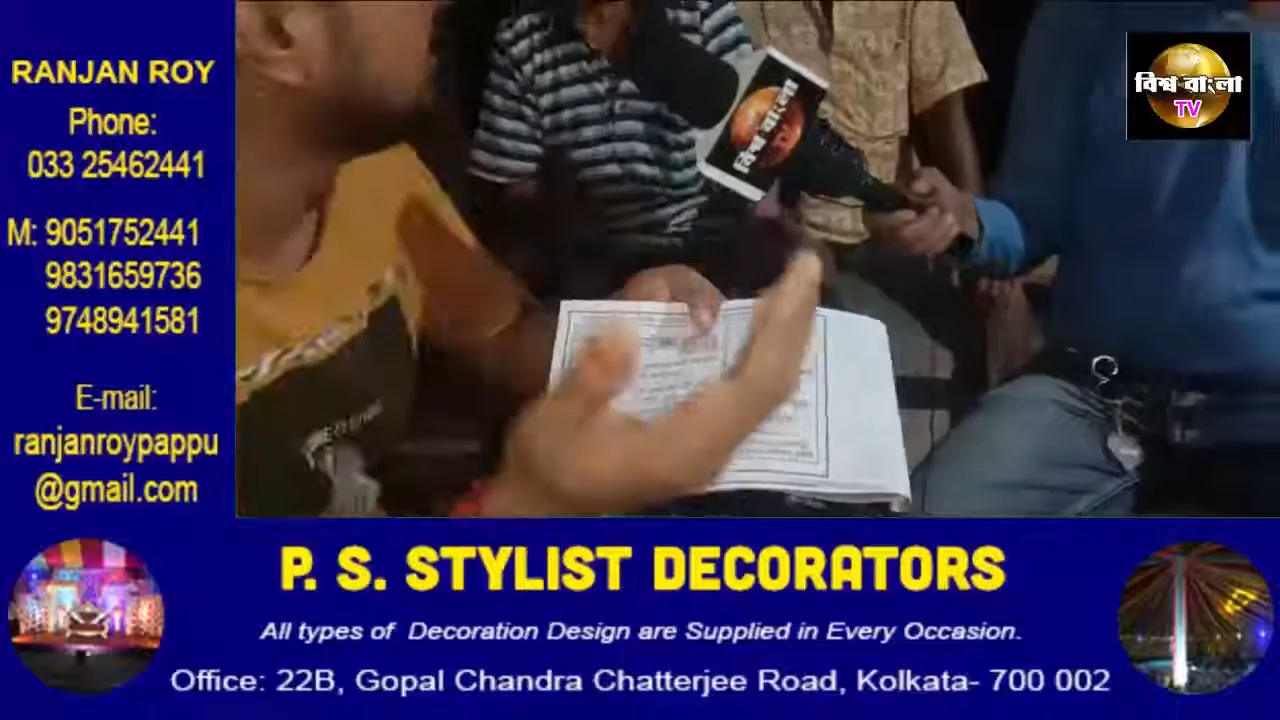 RANJAN ROY
Phone:
033 25462441
M: 9051752441
9831659736
9748941581
E-mail:
ranjanroypappu
@gmail.com
বিশ্ব বাংলা
TV
বিশ্ব বাংলা
P. S. STYLIST DECORATORS
All types of Decoration Design are Supplied in Every Occasion.
Office: 22B, Gopal Chandra Chatterjee Road, Kolkata- 700 002